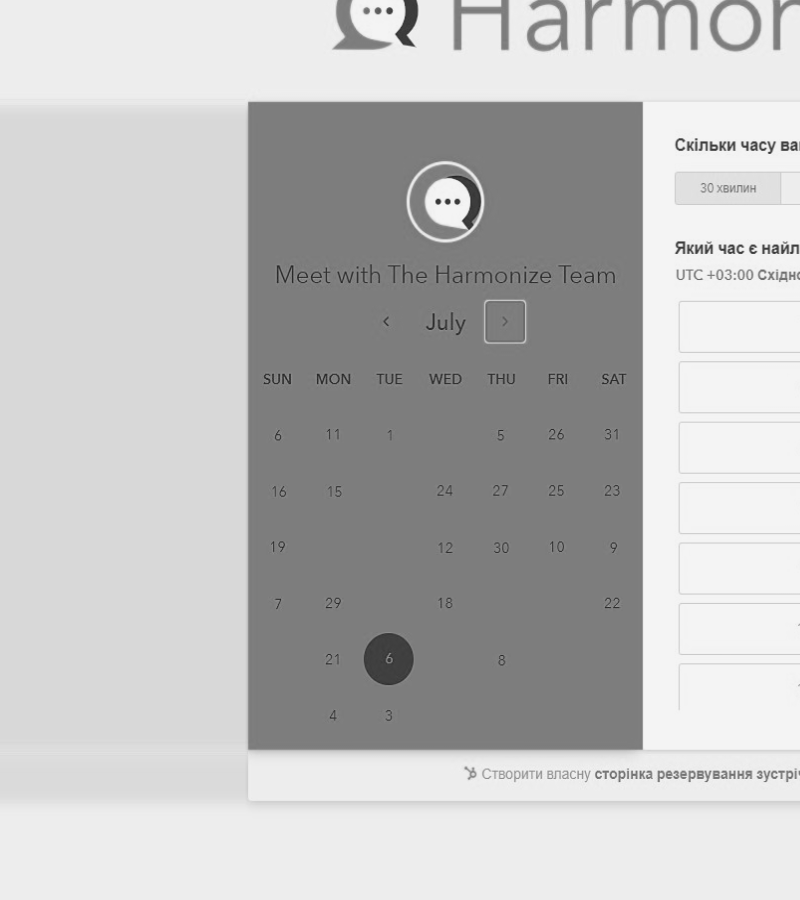 Harmon
Meet with The Harmonize Team
July
SUN MON TUE WED THU FRI SAT
6 11 1 5 26 31
16 15 24 27 25 23
19 12 30 10 9
7 29 18 22
21 6 8
4 3
Скільки часу ва
30 хвилин
Який час є найл
UTC +03:00 Східно
Створити власну сторінка резервування зустріч